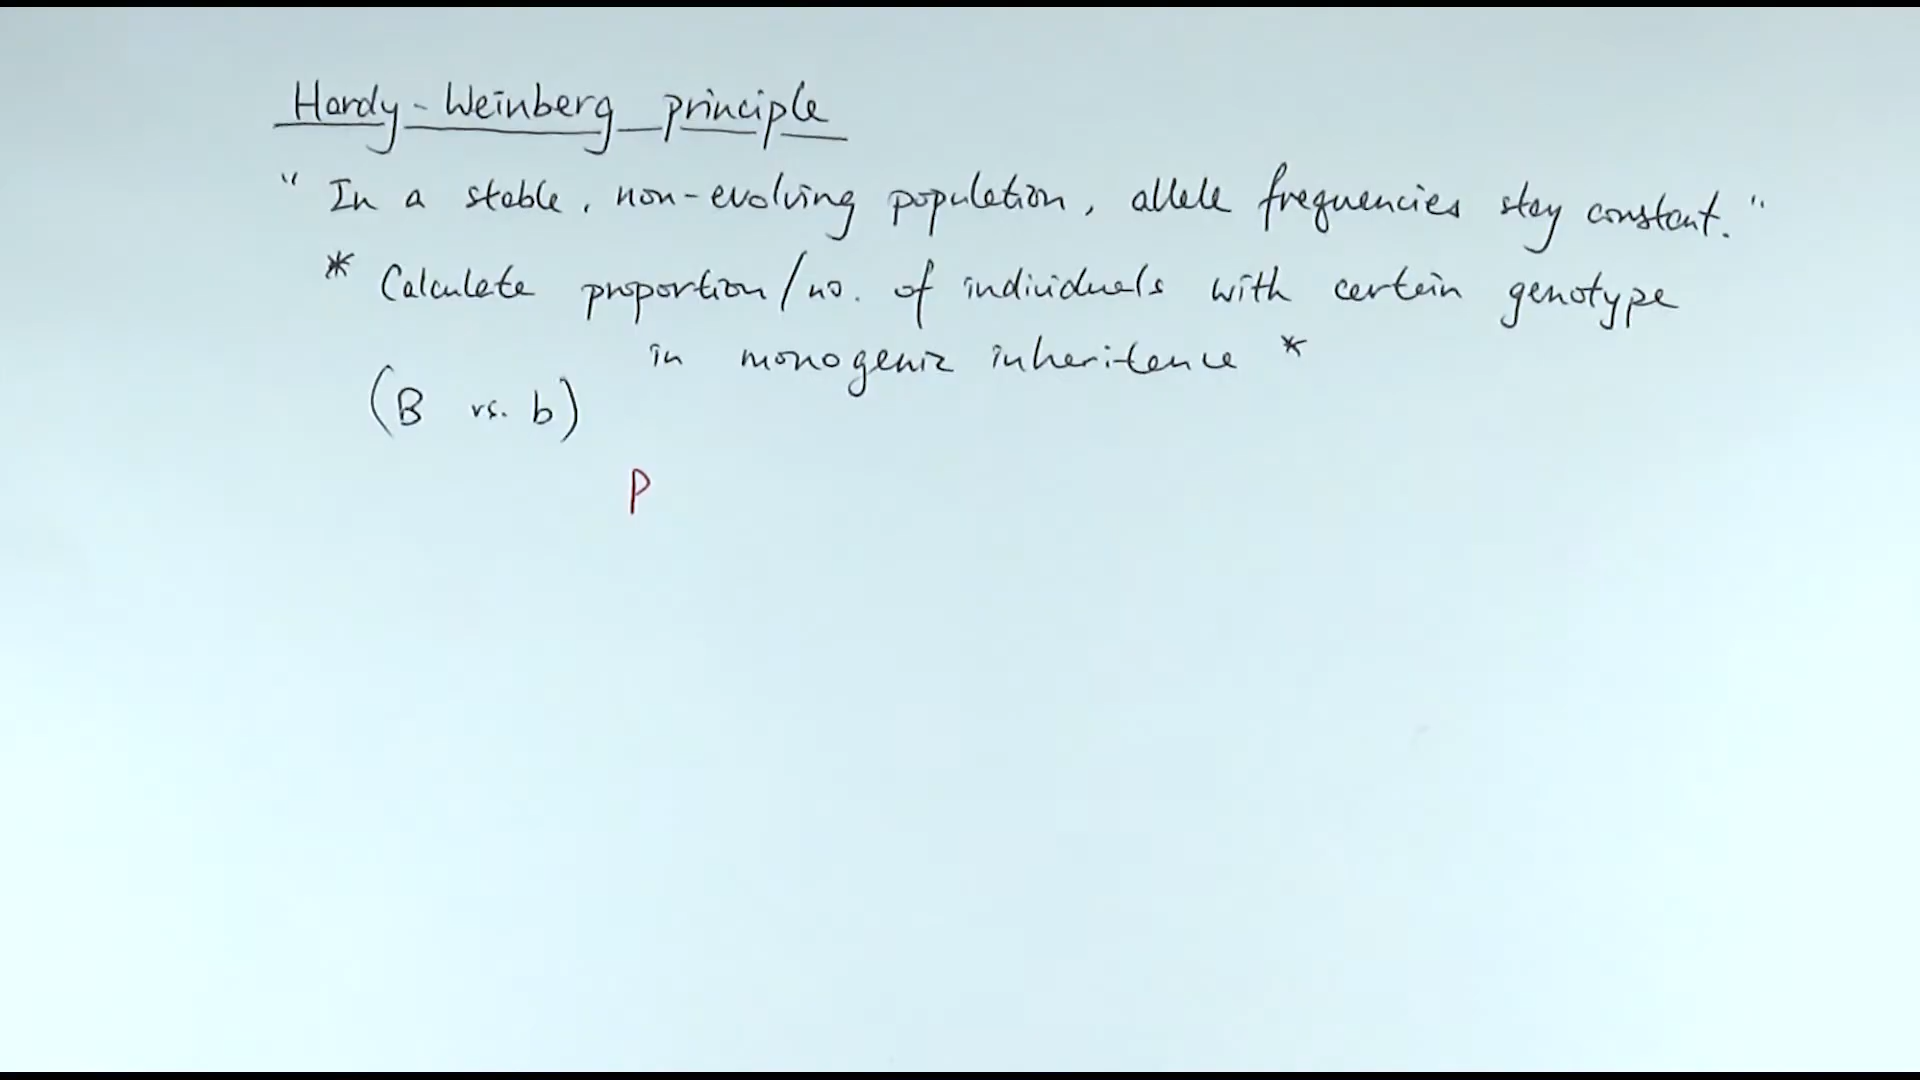 Hardy-Weinberg principle
" In a stable, non-evolving population, allele frequencies stay constant. "
* Calculate proportion/no. of individuals with certain genotype
in monogenic inheritence *
(B vs. b)
P